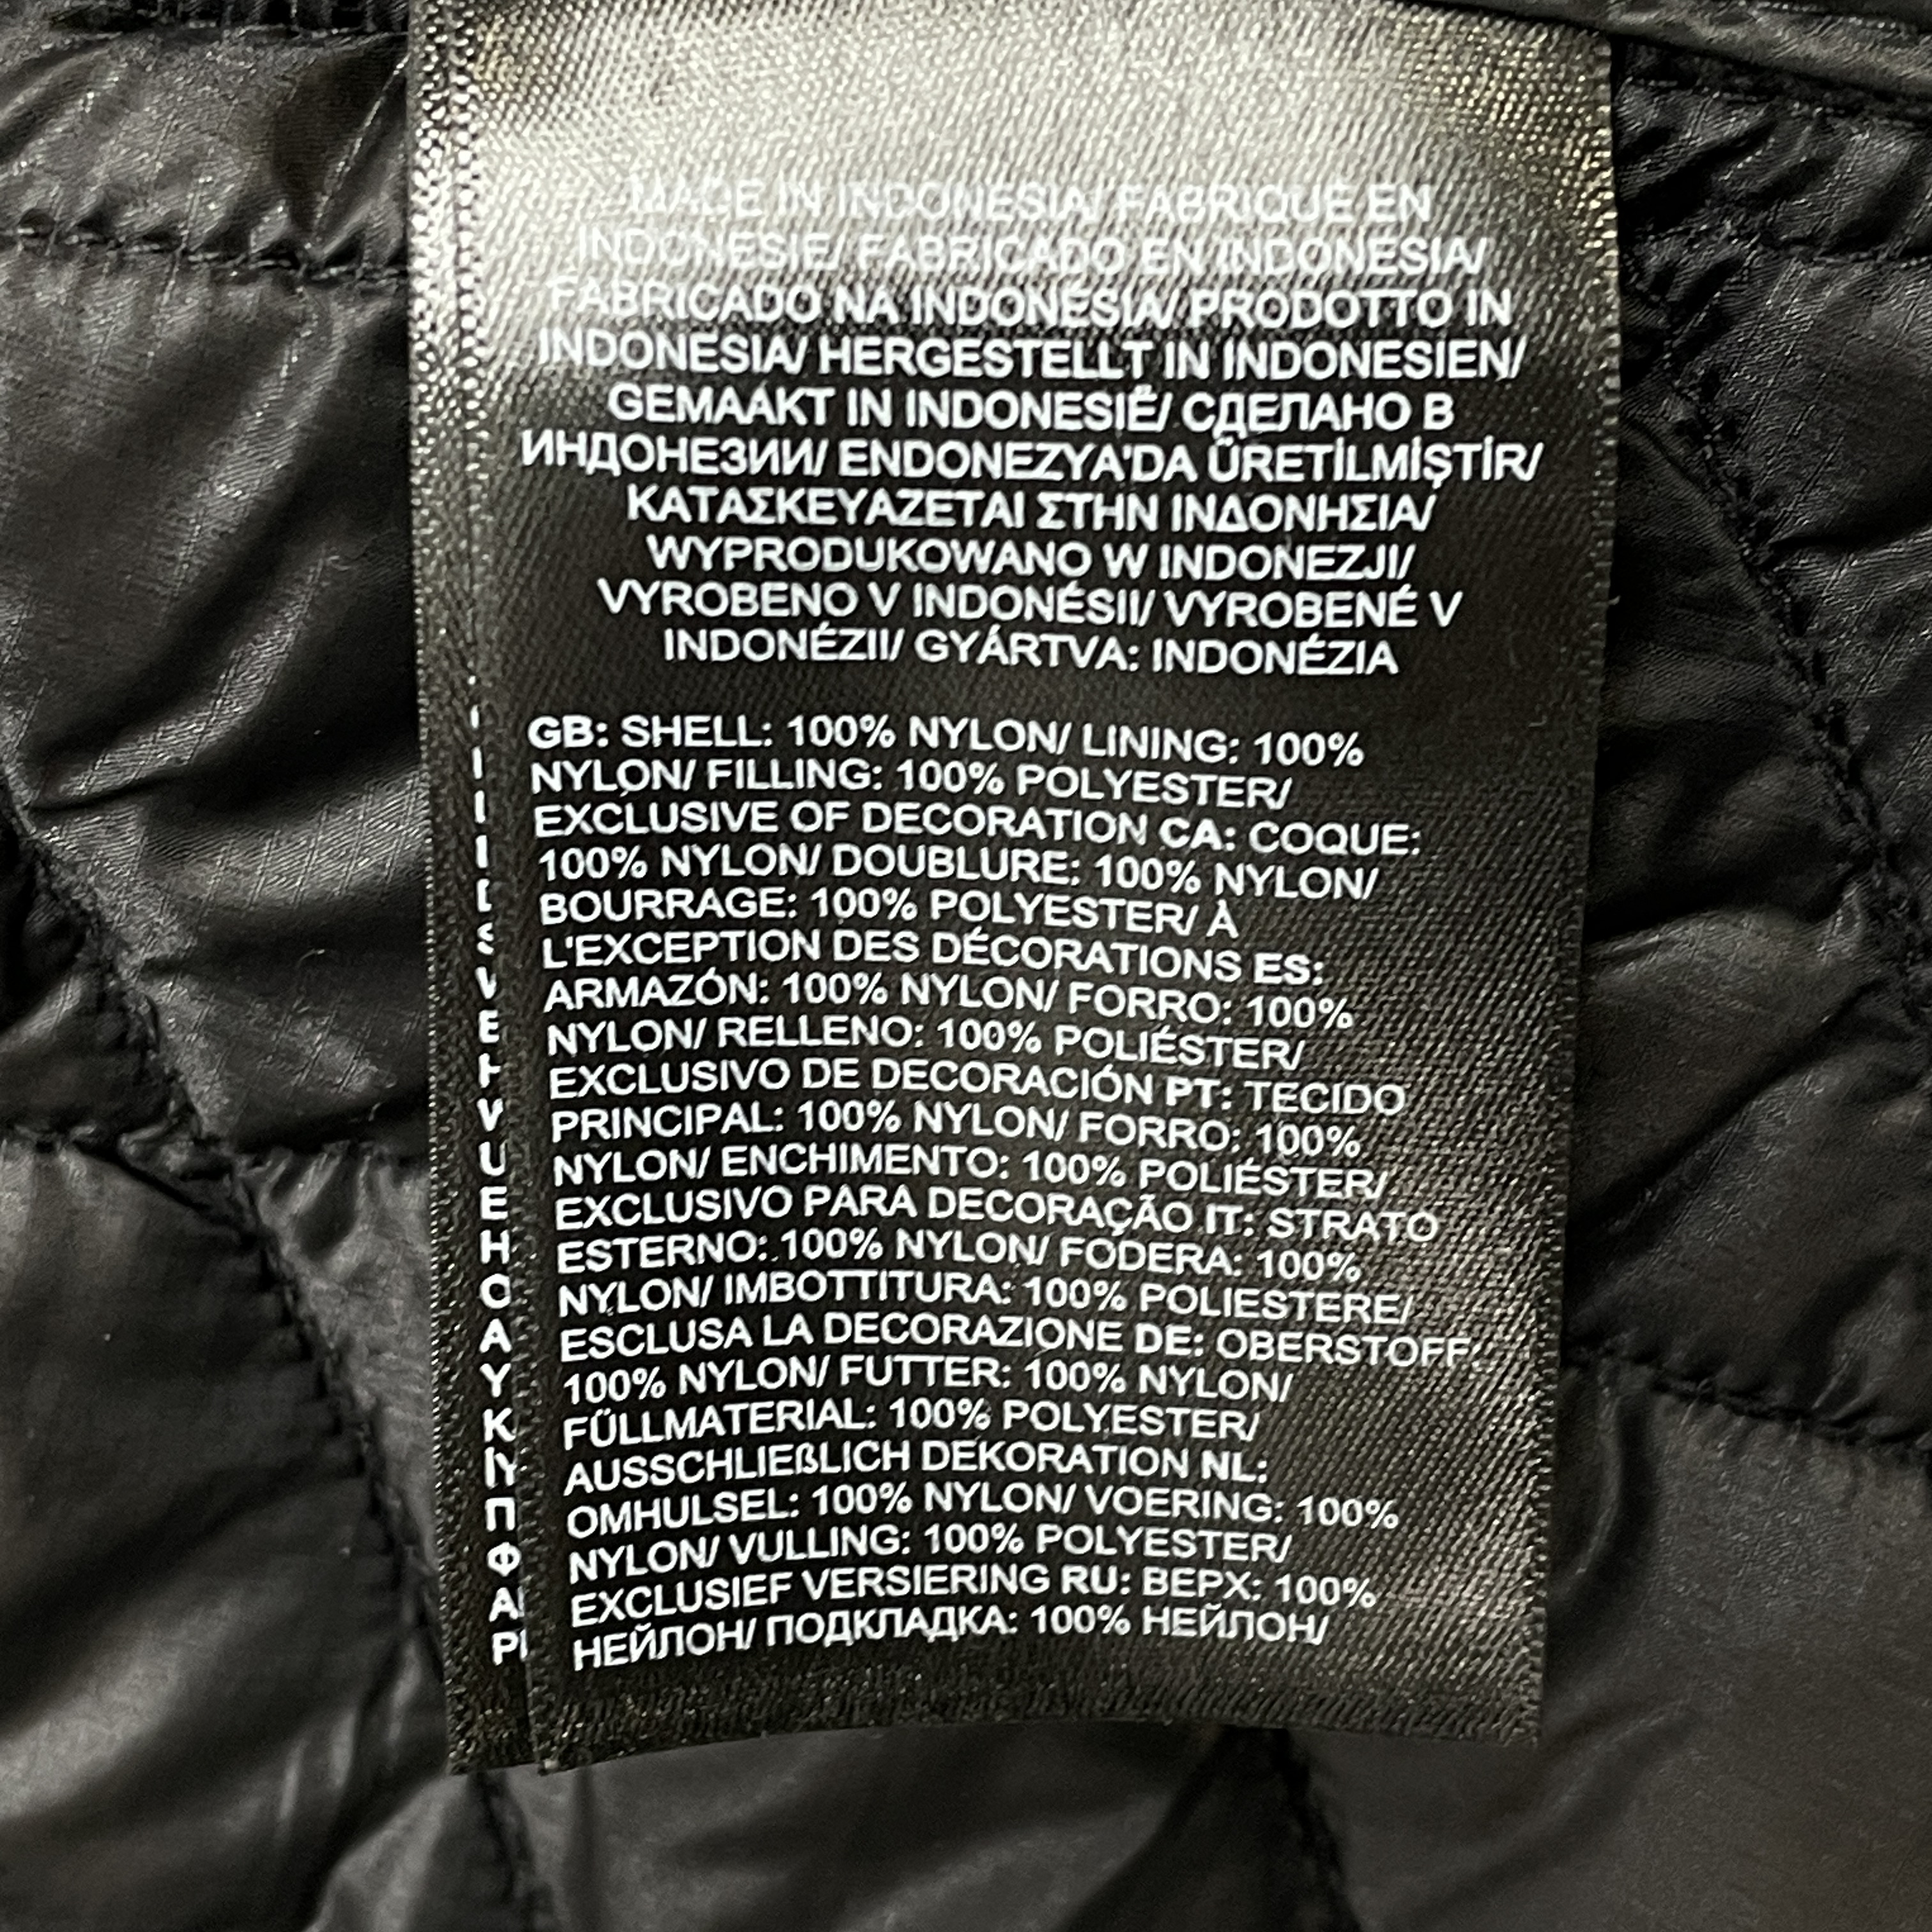 MADE IN INDONESIA/ FABRIQUÉ EN
INDONESIE/ FABRICADO EN INDONESIA/
FABRICADO NA INDONÉSIA/ PRODOTTO IN
INDONESIA/ HERGESTELLT IN INDONESIEN/
GEMAAKT IN INDONESIË/ СДЕЛАНО В
ИНДОНЕЗИИ/ ENDONEZYA'DA ÜRETİLMİŞTİR/
ΚΑΤΑΣΚΕΥΑΖΕΤΑΙ ΣΤΗΝ ΙΝΔΟΝΗΣΙΑ/
WYPRODUKOWANO W INDONEZJI/
VYROBENO V INDONÉSII/ VYROBENÉ V
INDONÉZII/ GYÁRTVA: INDONÉZIA
GB: SHELL: 100% NYLON/ LINING: 100%
NYLON/ FILLING: 100% POLYESTER/
EXCLUSIVE OF DECORATION CA: COQUE:
100% NYLON/ DOUBLURE: 100% NYLON/
BOURRAGE: 100% POLYESTER/ À
L'EXCEPTION DES DÉCORATIONS ES:
ARMAZÓN: 100% NYLON/ FORRO: 100%
NYLON/ RELLENO: 100% POLIÉSTER/
EXCLUSIVO DE DECORACIÓN PT: TECIDO
PRINCIPAL: 100% NYLON/ FORRO: 100%
NYLON/ ENCHIMENTO: 100% POLIÉSTER/
EXCLUSIVO PARA DECORAÇÃO IT: STRATO
ESTERNO: 100% NYLON/ FODERA: 100%
NYLON/ IMBOTTITURA: 100% POLIESTERE/
ESCLUSA LA DECORAZIONE DE: OBERSTOFF:
100% NYLON/ FUTTER: 100% NYLON/
FÜLLMATERIAL: 100% POLYESTER/
AUSSCHLIEßLICH DEKORATION NL:
OMHULSEL: 100% NYLON/ VOERING: 100%
NYLON/ VULLING: 100% POLYESTER/
EXCLUSIEF VERSIERING RU: ВЕРХ: 100%
НЕЙЛОН/ ПОДКЛАДКА: 100% НЕЙЛОН/